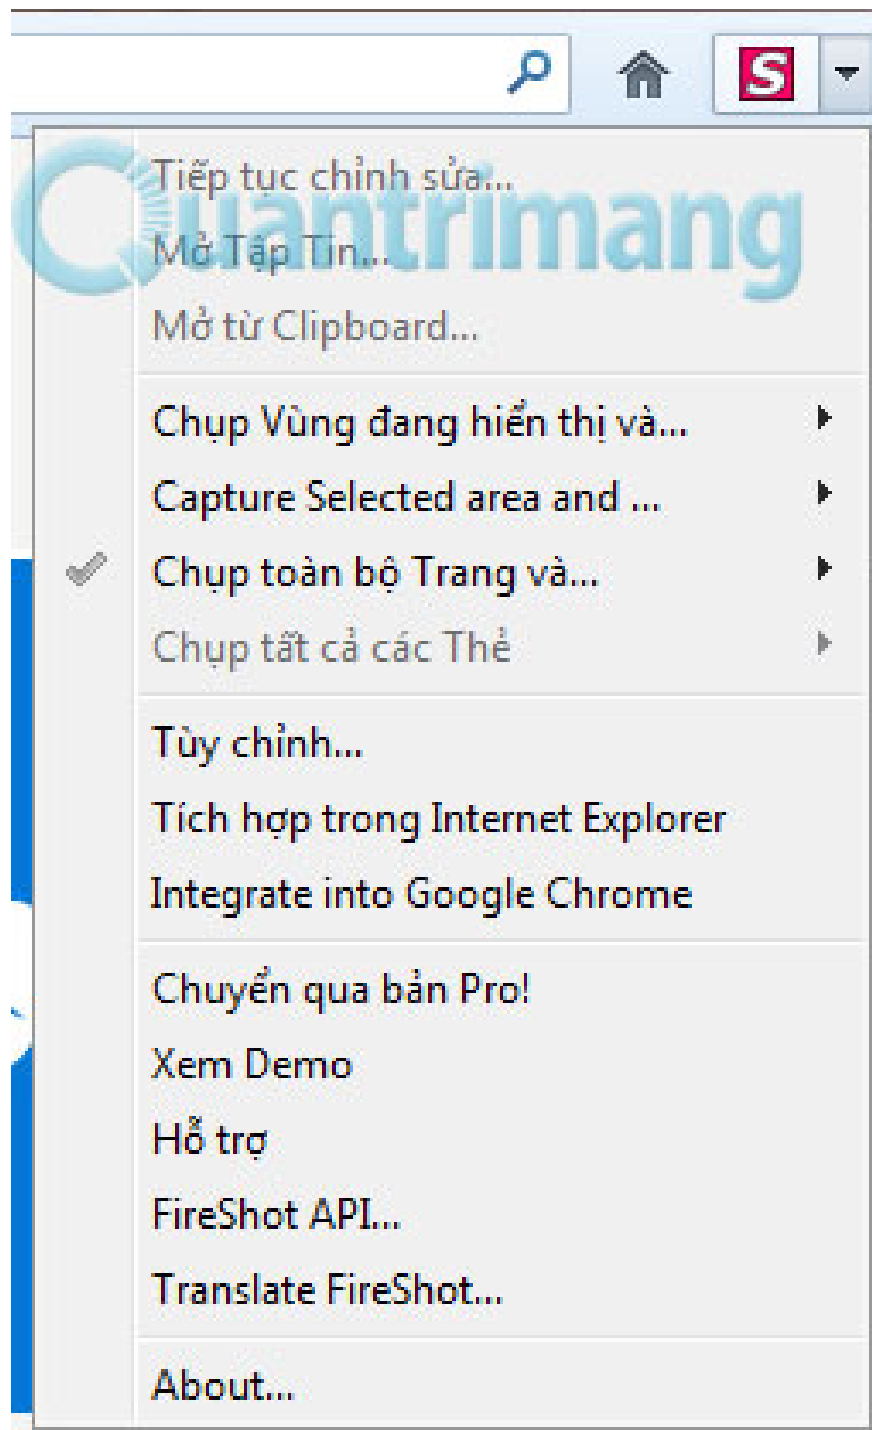 S
Quantrimang
Tiếp tục chỉnh sửa...
Mở Tập Tin...
Mở từ Clipboard...
Chụp Vùng đang hiển thị và...
Capture Selected area and ...
Chụp toàn bộ Trang và...
Chụp tất cả các Thẻ
Tùy chỉnh...
Tích hợp trong Internet Explorer
Integrate into Google Chrome
Chuyển qua bản Pro!
Xem Demo
Hỗ trợ
FireShot API...
Translate FireShot...
About...